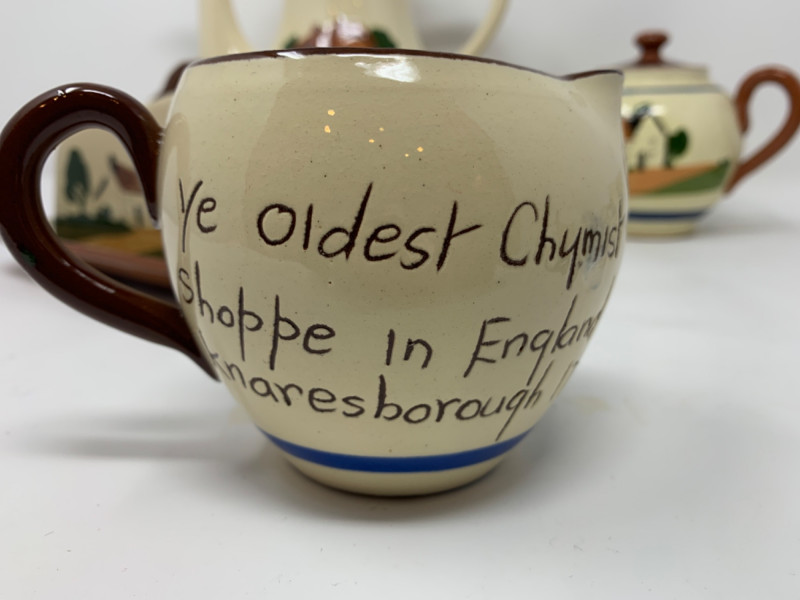 Ye oldest Chymist
shoppe in England
knaresborough